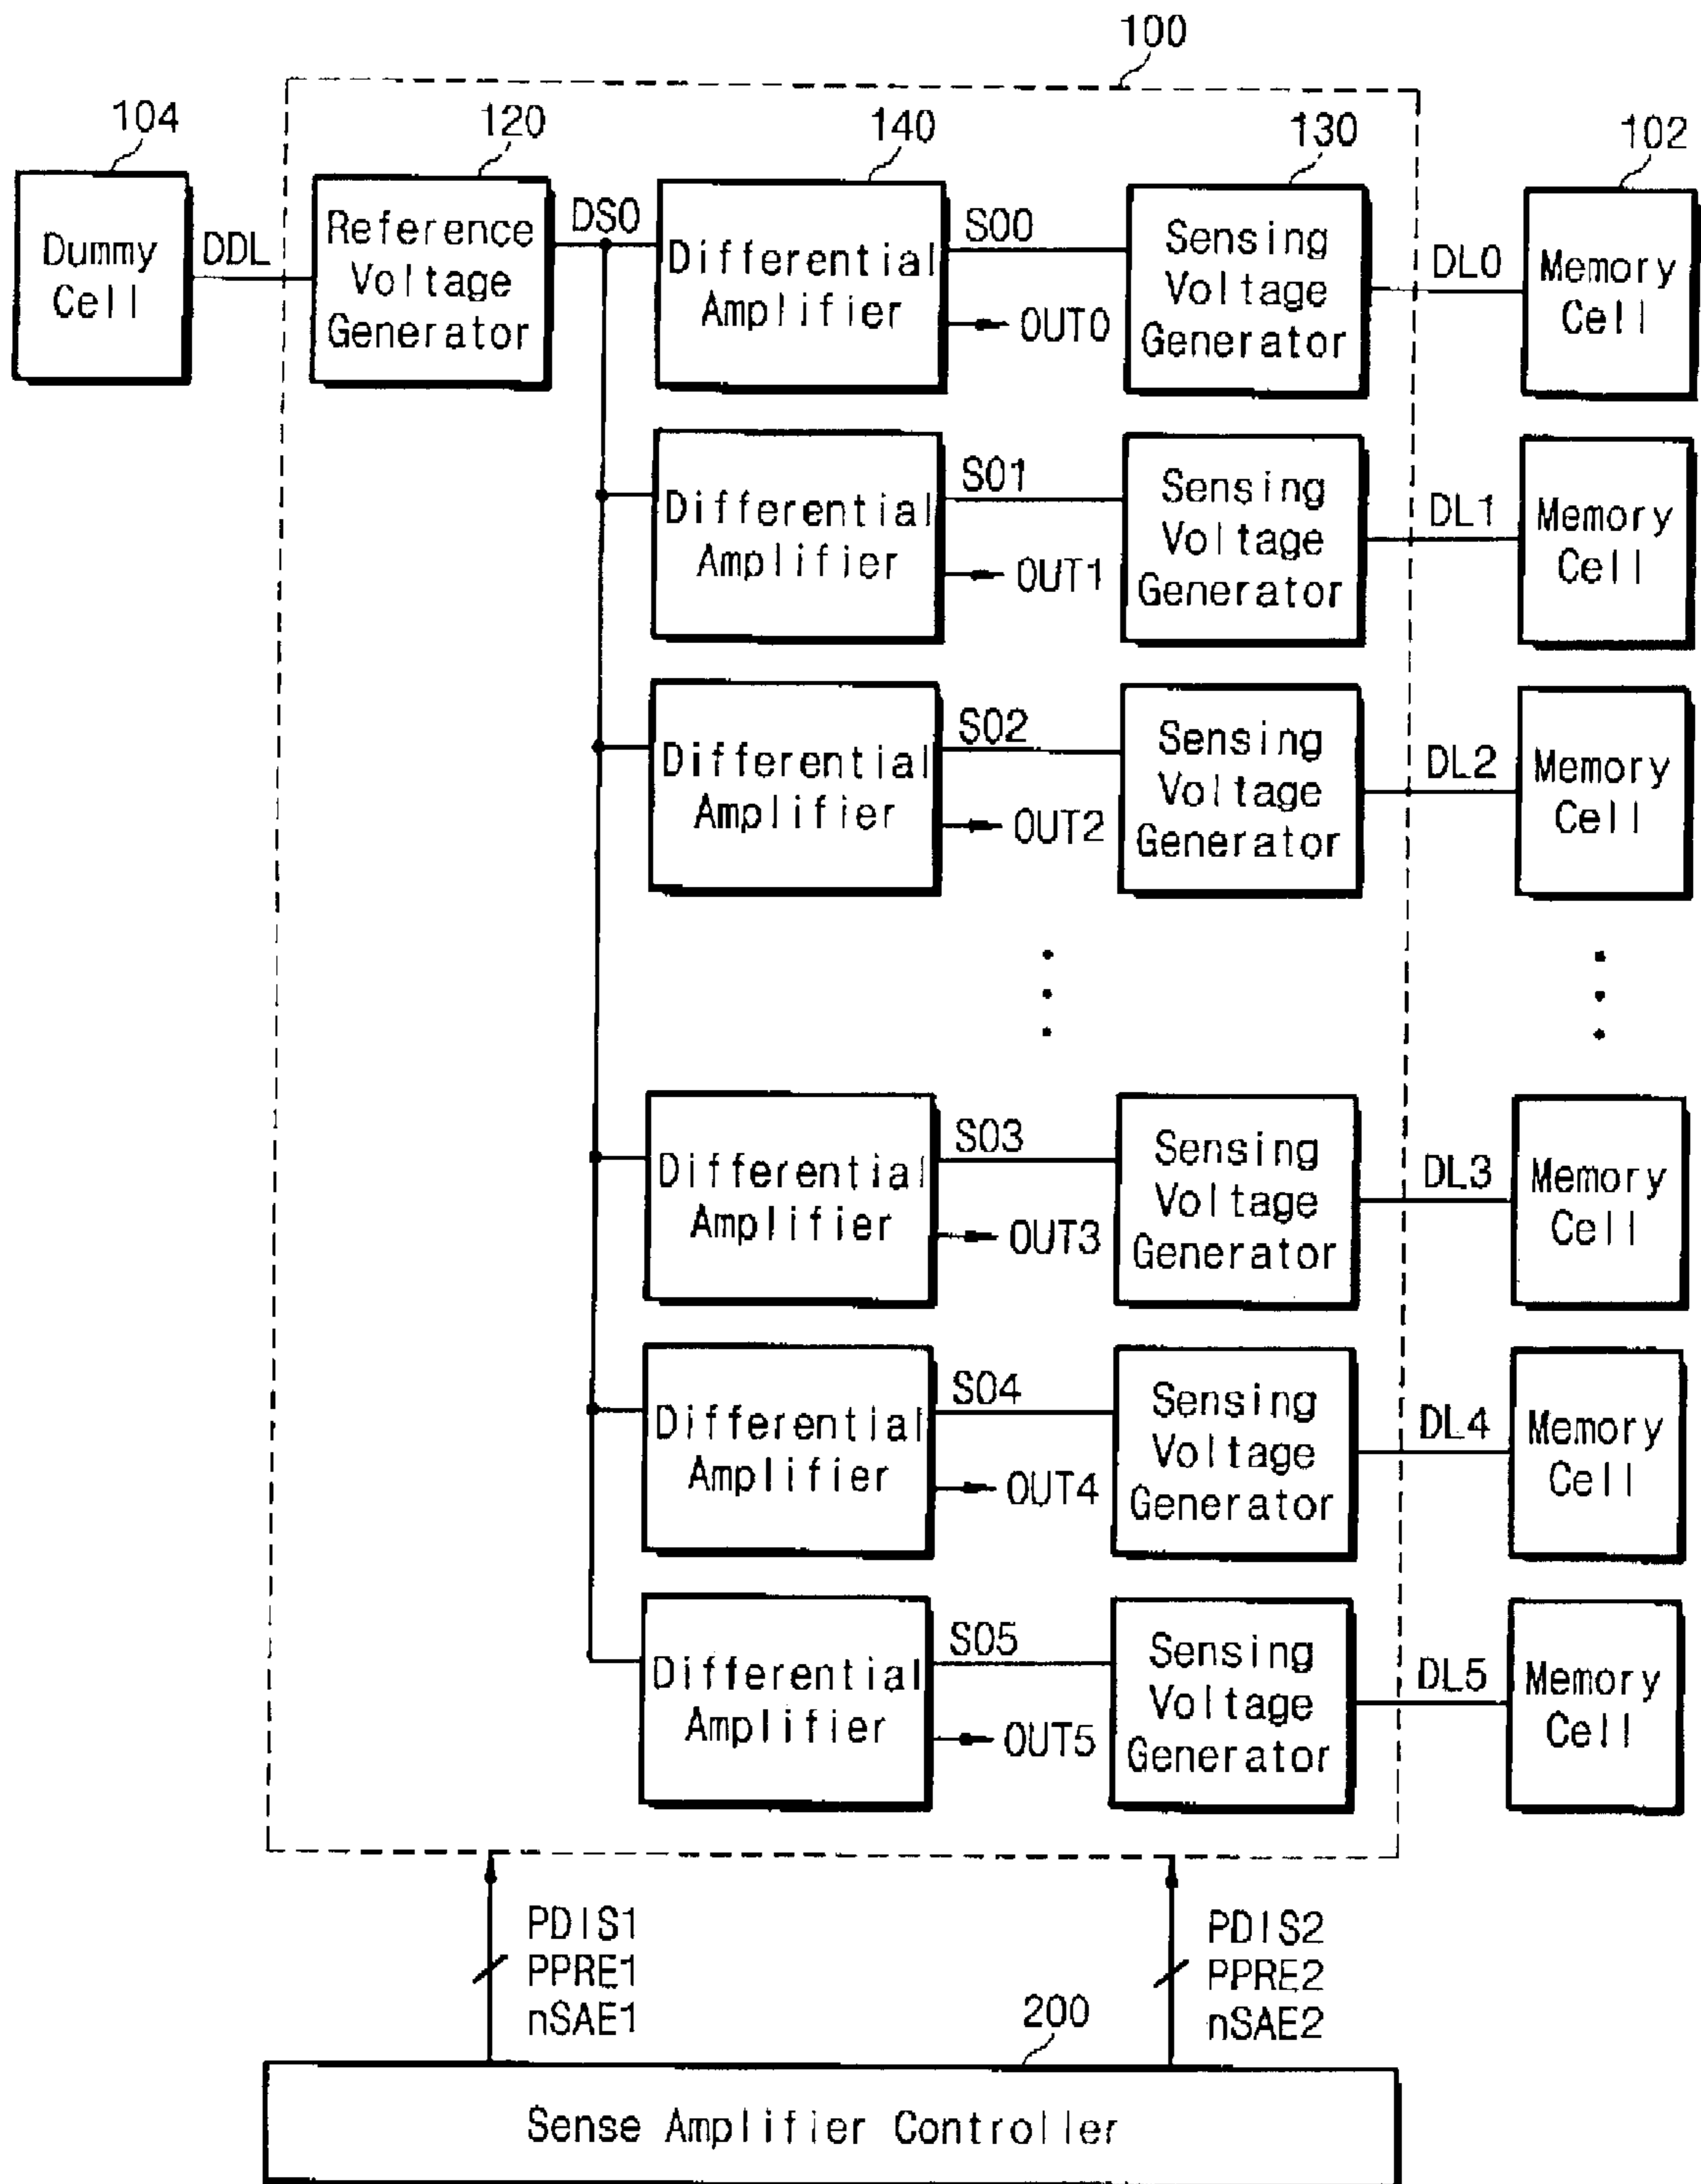 100
104
120
140
130
102
Dummy
Cell
DDL
Reference
Voltage
Generator
DS0
Differential
Amplifier
S00
OUT0
Sensing
Voltage
Generator
DL0
Memory
Cell
Differential
Amplifier
S01
OUT1
Sensing
Voltage
Generator
DL1
Memory
Cell
Differential
Amplifier
S02
OUT2
Sensing
Voltage
Generator
DL2
Memory
Cell
Differential
Amplifier
S03
OUT3
Sensing
Voltage
Generator
DL3
Memory
Cell
Differential
Amplifier
S04
OUT4
Sensing
Voltage
Generator
DL4
Memory
Cell
Differential
Amplifier
S05
OUT5
Sensing
Voltage
Generator
DL5
Memory
Cell
PDIS1
PPRE1
nSAE1
PDIS2
PPRE2
nSAE2
200
Sense Amplifier Controller